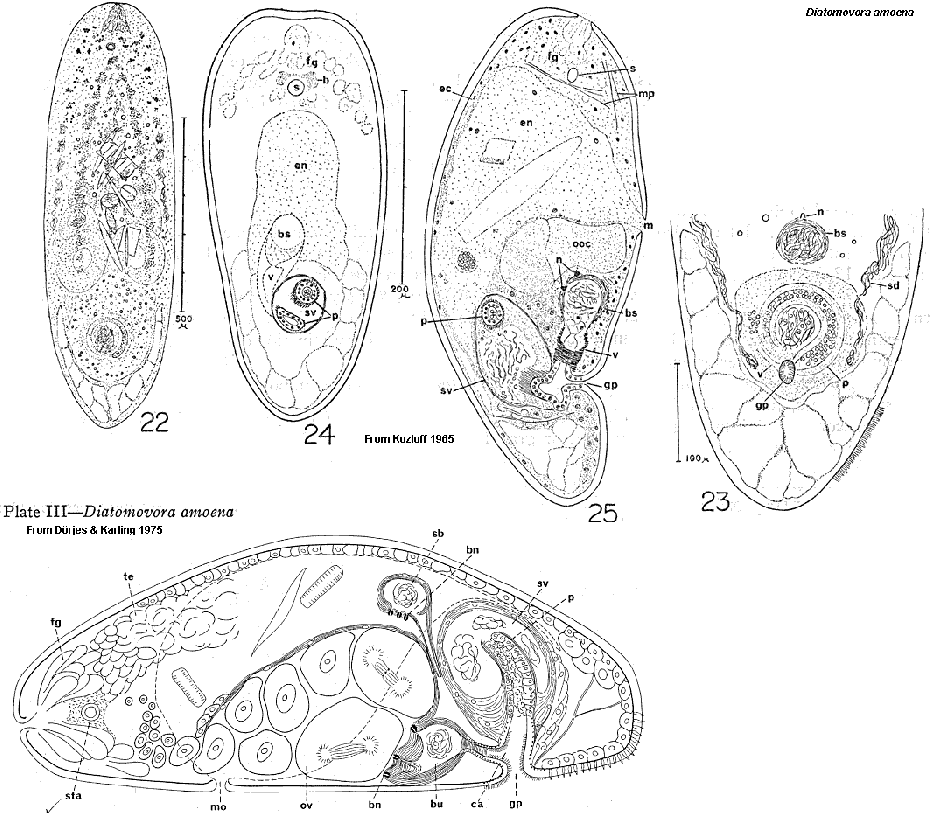 Diatomovora amoena
500 μ
22
fg
b
s
en
bs
v
sv
p
200 μ
24
From Kozloff 1965
fg
s
mp
ec
en
m
ooc
n
bs
p
v
sv
gp
25
n
bs
sd
v
p
gp
100 μ
23
Plate III—Diatomovora amoena
From Dörjes & Karling 1975
sb
bn
sv
p
te
fg
sta
mo
ov
bn
bu
ca
gp